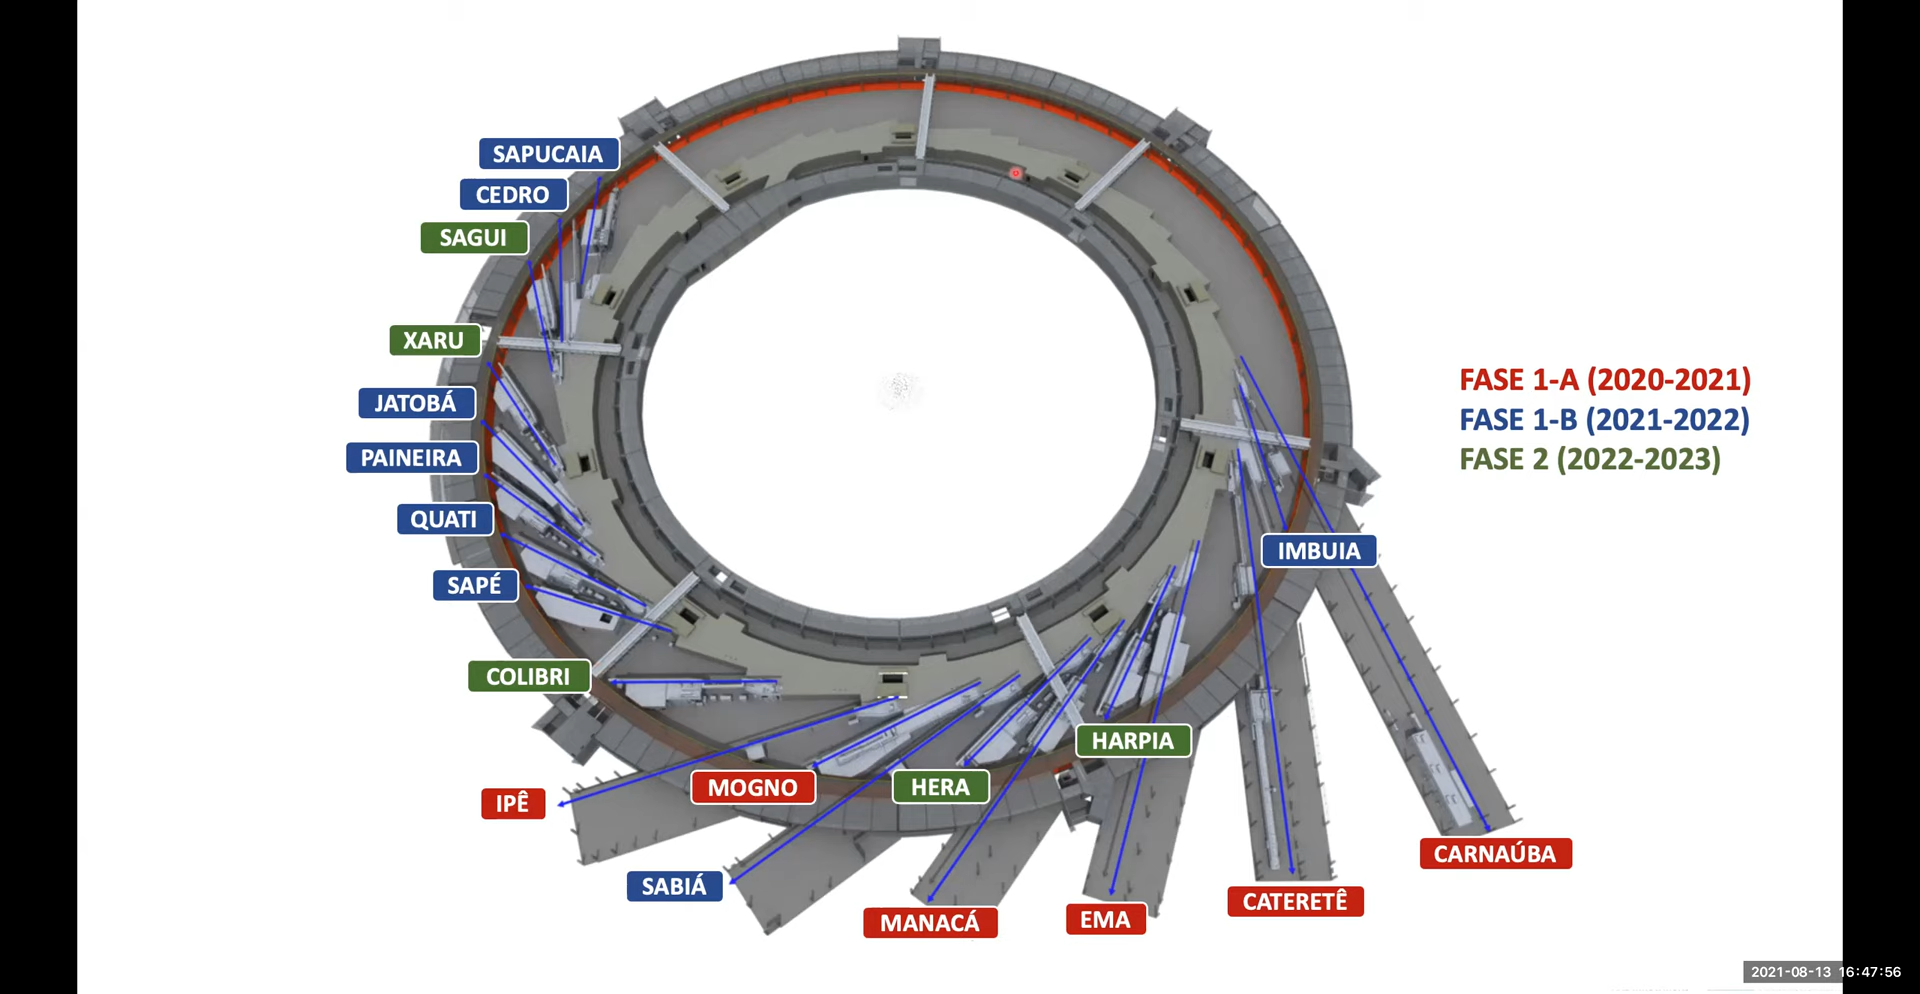 SAPUCAIA
CEDRO
SAGUI
XARU
JATOBÁ
PAINEIRA
QUATI
SAPÉ
COLIBRI
IPÊ
MOGNO
SABIÁ
HERA
MANACÁ
HARPIA
EMA
CATERETÊ
CARNAÚBA
IMBUIA
FASE 1-A (2020-2021)
FASE 1-B (2021-2022)
FASE 2 (2022-2023)
2021-08-13 16:47:56